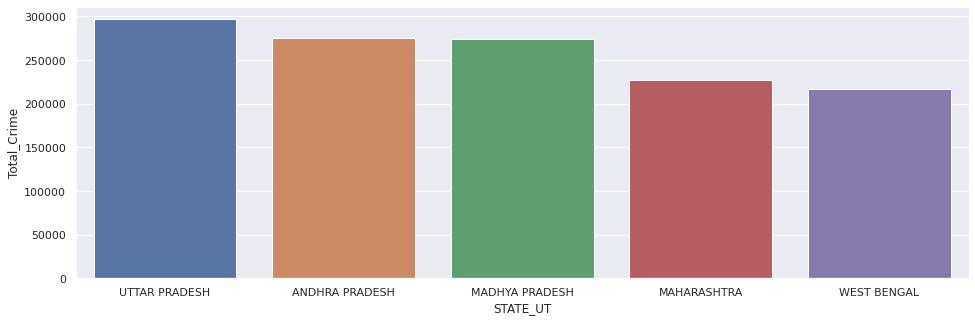 Total_Crime
300000
250000
200000
150000
100000
50000
0
UTTAR PRADESH ANDHRA PRADESH MADHYA PRADESH MAHARASHTRA WEST BENGAL
STATE_UT